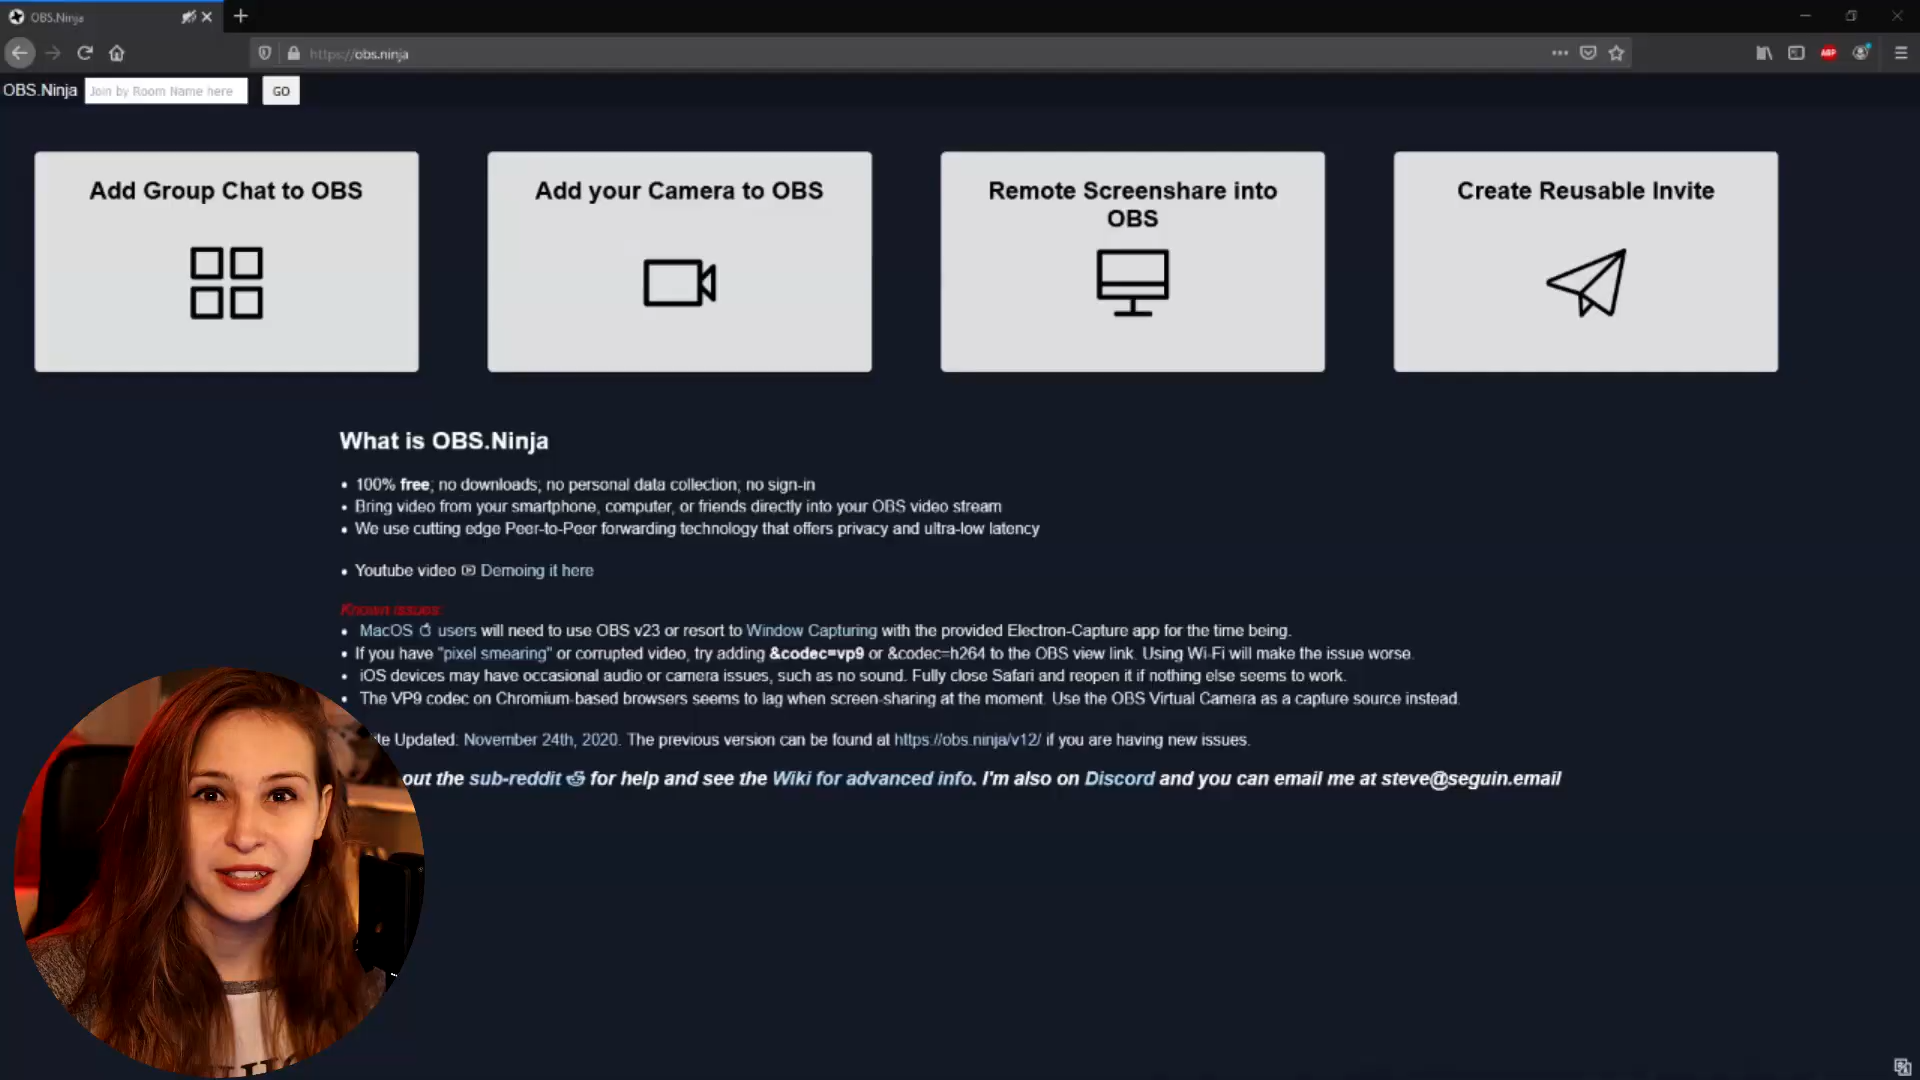 OBS.Ninja
https://obs.ninja
ABP
OBS.Ninja
Join by Room Name here
GO
Add Group Chat to OBS
Add your Camera to OBS
Remote Screenshare into
OBS
Create Reusable Invite
What is OBS.Ninja
100% free; no downloads; no personal data collection; no sign-in
Bring video from your smartphone, computer, or friends directly into your OBS video stream
We use cutting edge Peer-to-Peer forwarding technology that offers privacy and ultra-low latency
Youtube video Demoing it here
Known issues:
MacOS users will need to use OBS v23 or resort to Window Capturing with the provided Electron-Capture app for the time being.
If you have "pixel smearing" or corrupted video, try adding &codec=vp9 or &codec=h264 to the OBS view link. Using Wi-Fi will make the issue worse.
iOS devices may have occasional audio or camera issues, such as no sound. Fully close Safari and reopen it if nothing else seems to work.
The VP9 codec on Chromium-based browsers seems to lag when screen-sharing at the moment. Use the OBS Virtual Camera as a capture source instead.
Updated: November 24th, 2020. The previous version can be found at https://obs.ninja/v12/ if you are having new issues.
out the sub-reddit for help and see the Wiki for advanced info. I'm also on Discord and you can email me at steve@seguin.email